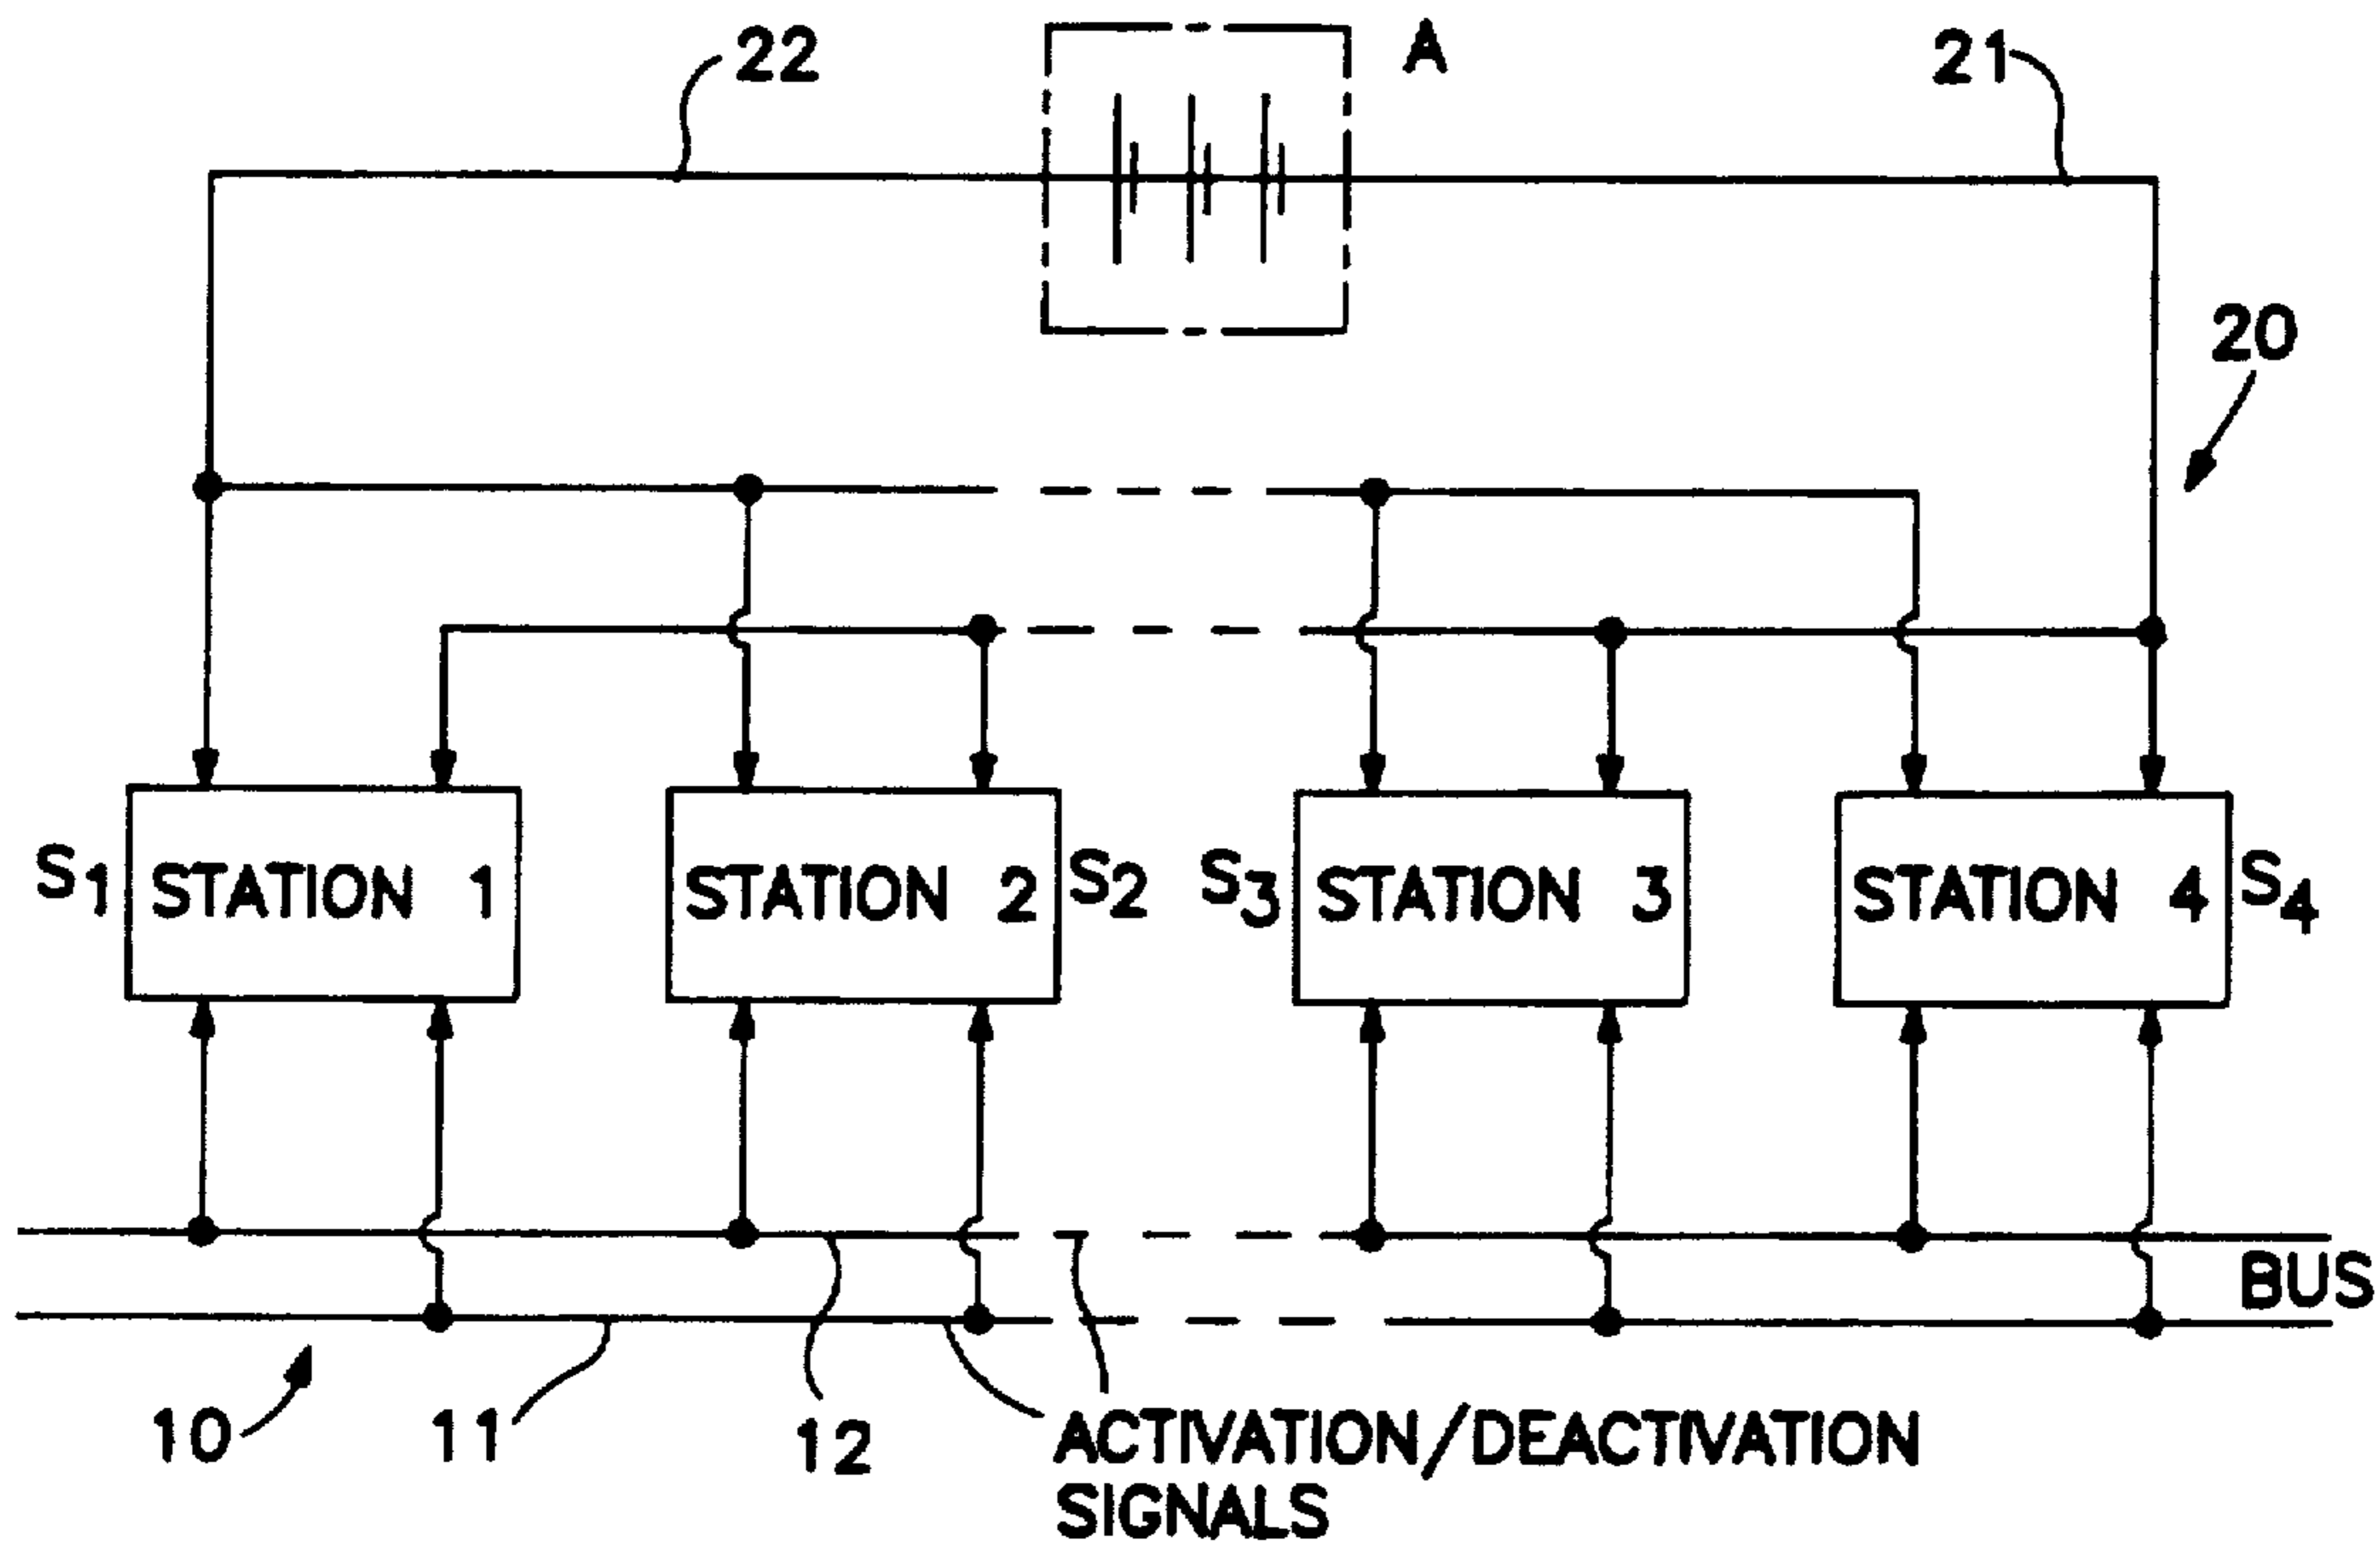 22
A
21
20
S1 STATION 1
STATION 2 S2
S3 STATION 3
STATION 4 S4
BUS
10
11
12
ACTIVATION/DEACTIVATION
SIGNALS